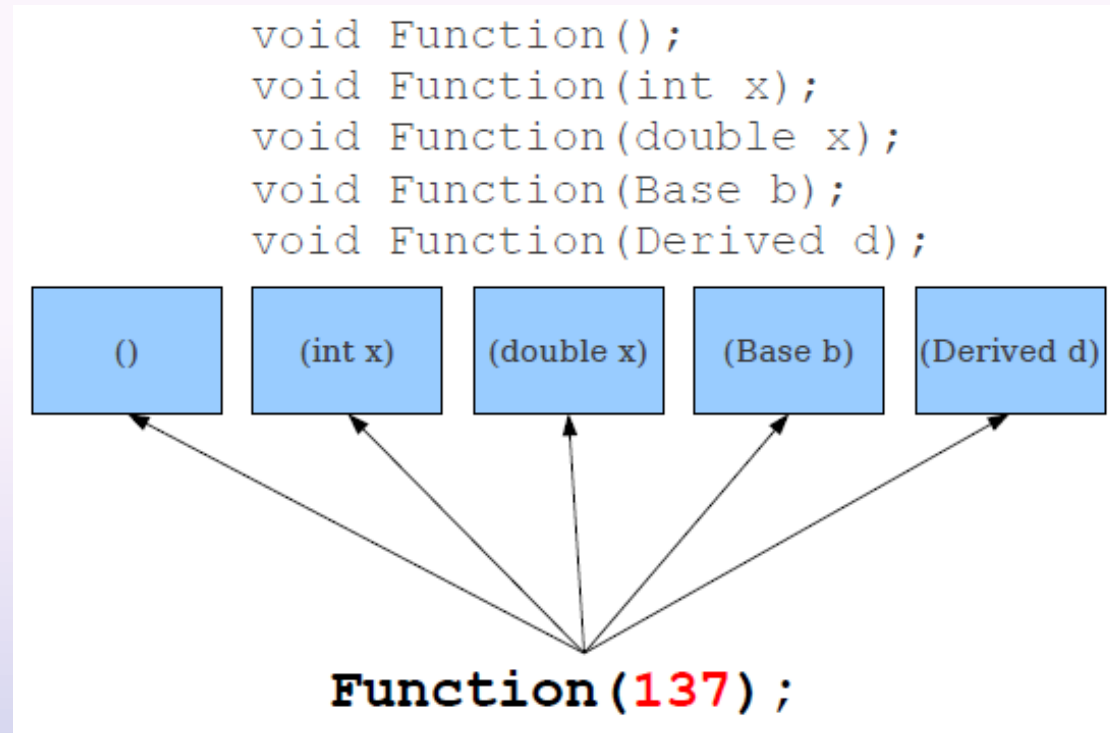 void Function();
void Function(int x);
void Function(double x);
void Function(Base b);
void Function(Derived d);
() (int x) (double x) (Base b) (Derived d)
Function(137);